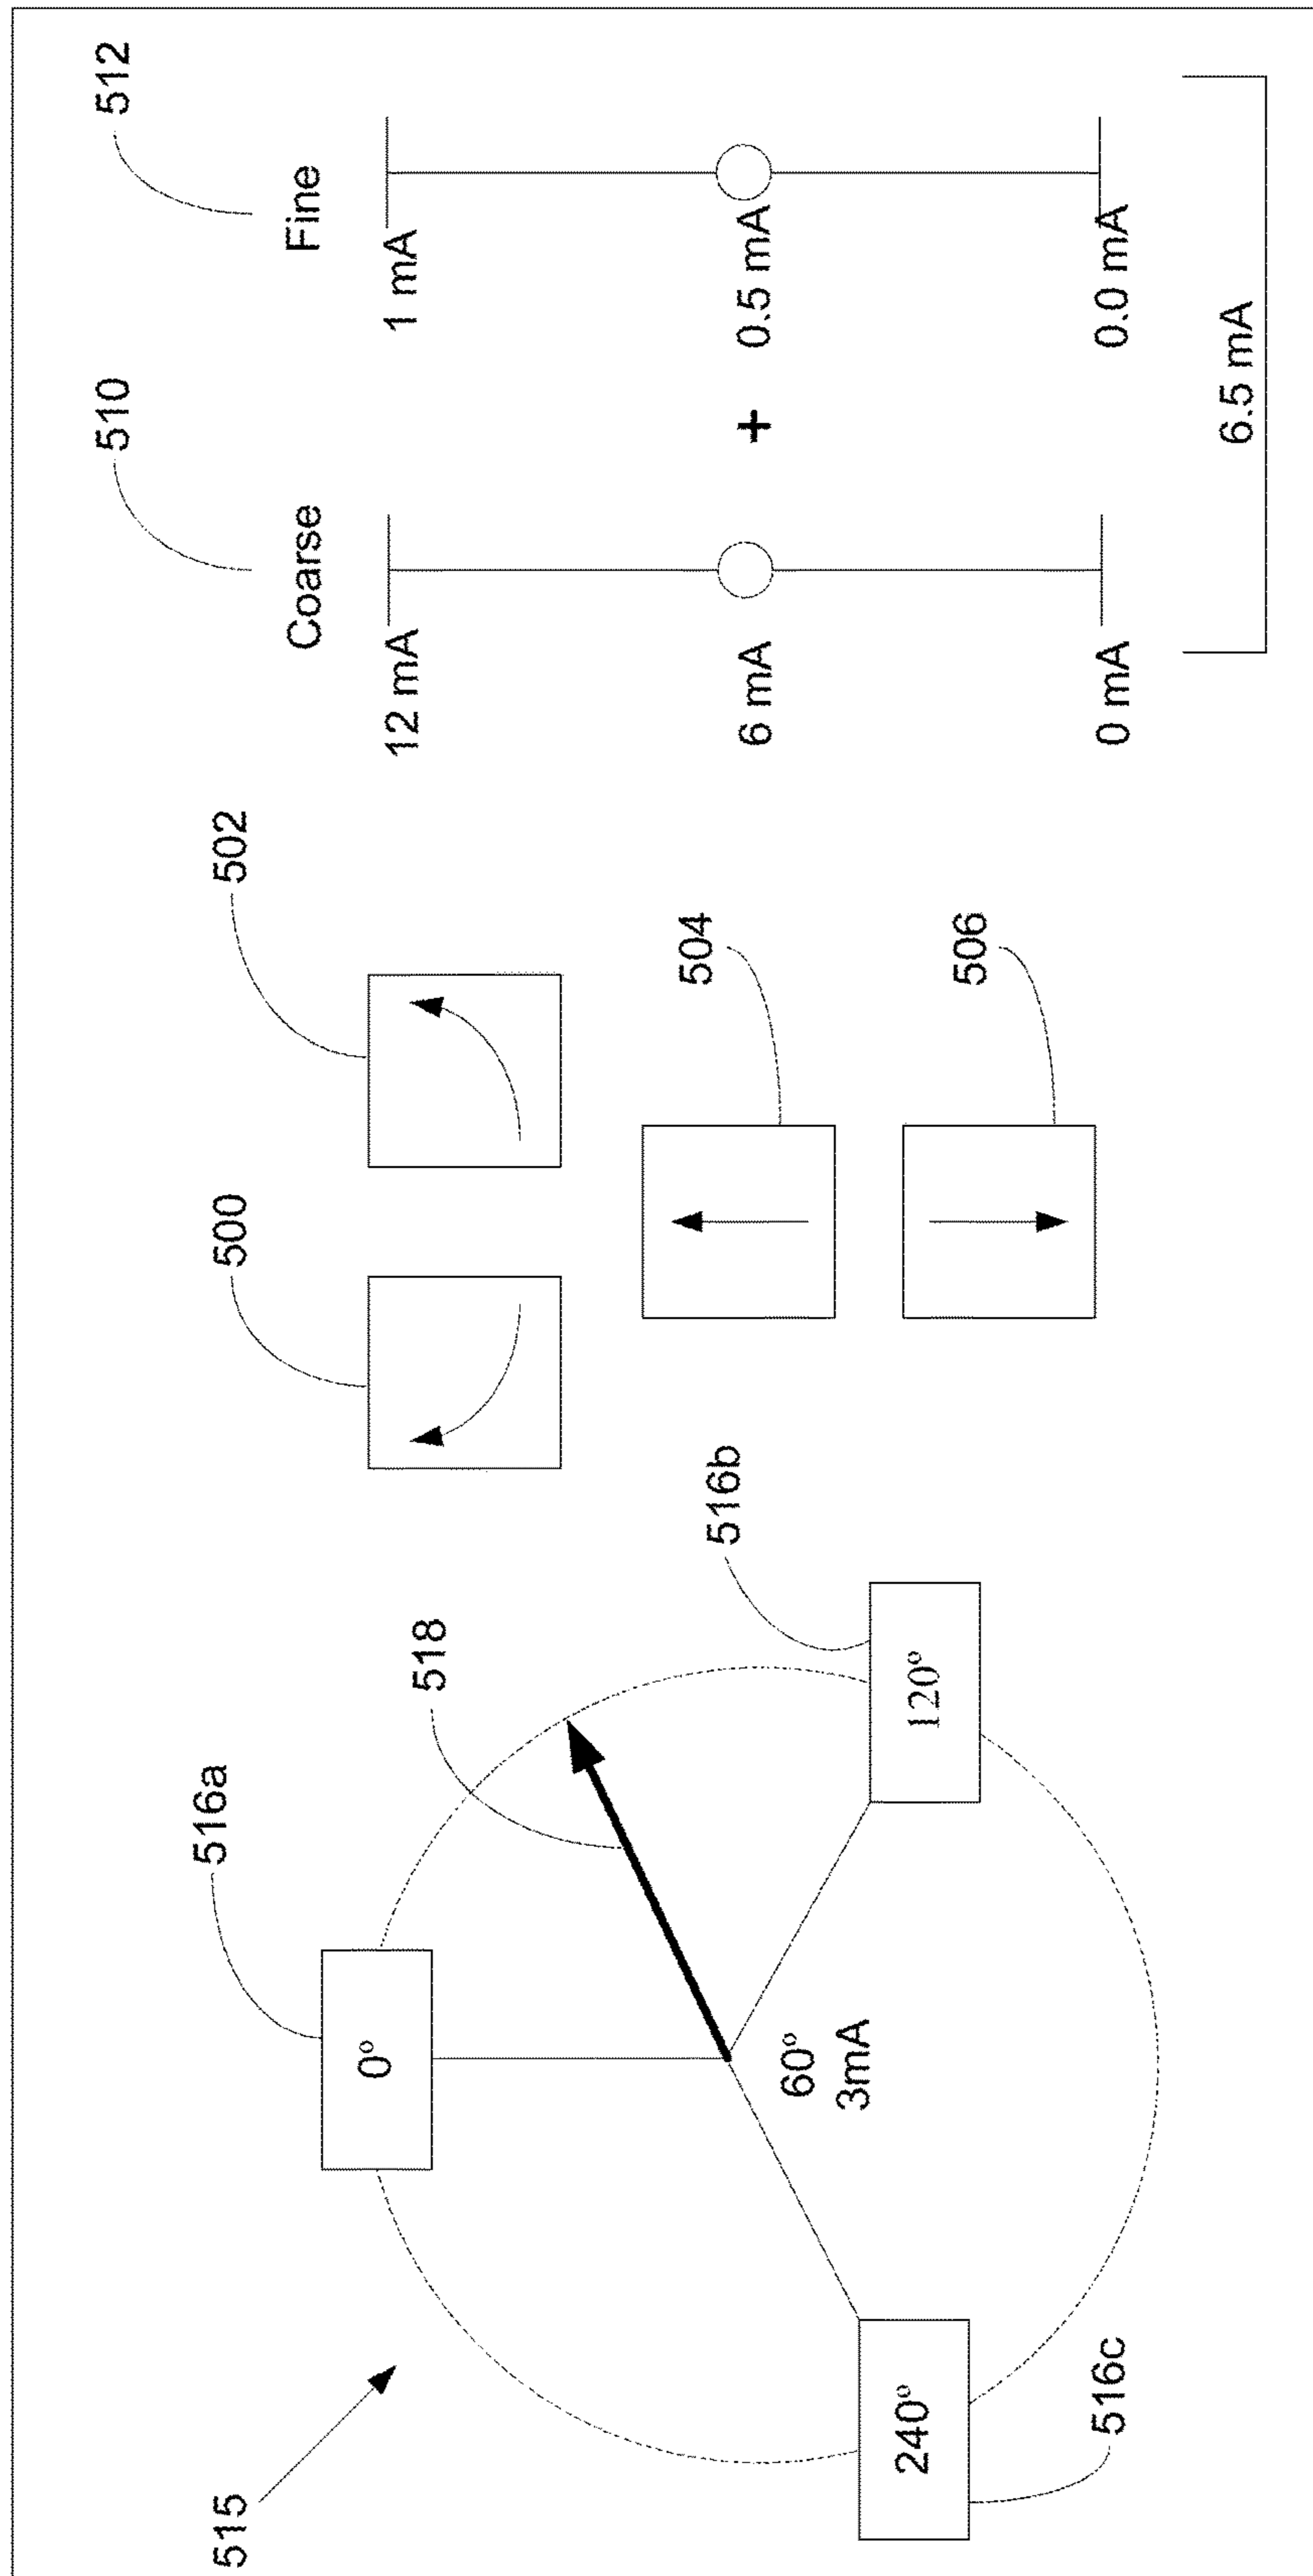 515
516a
0°
518
60°
3mA
516b
120°
240°
516c
500
502
504
506
510
512
Coarse
Fine
12 mA
1 mA
6 mA
+
0.5 mA
0 mA
0.0 mA
6.5 mA